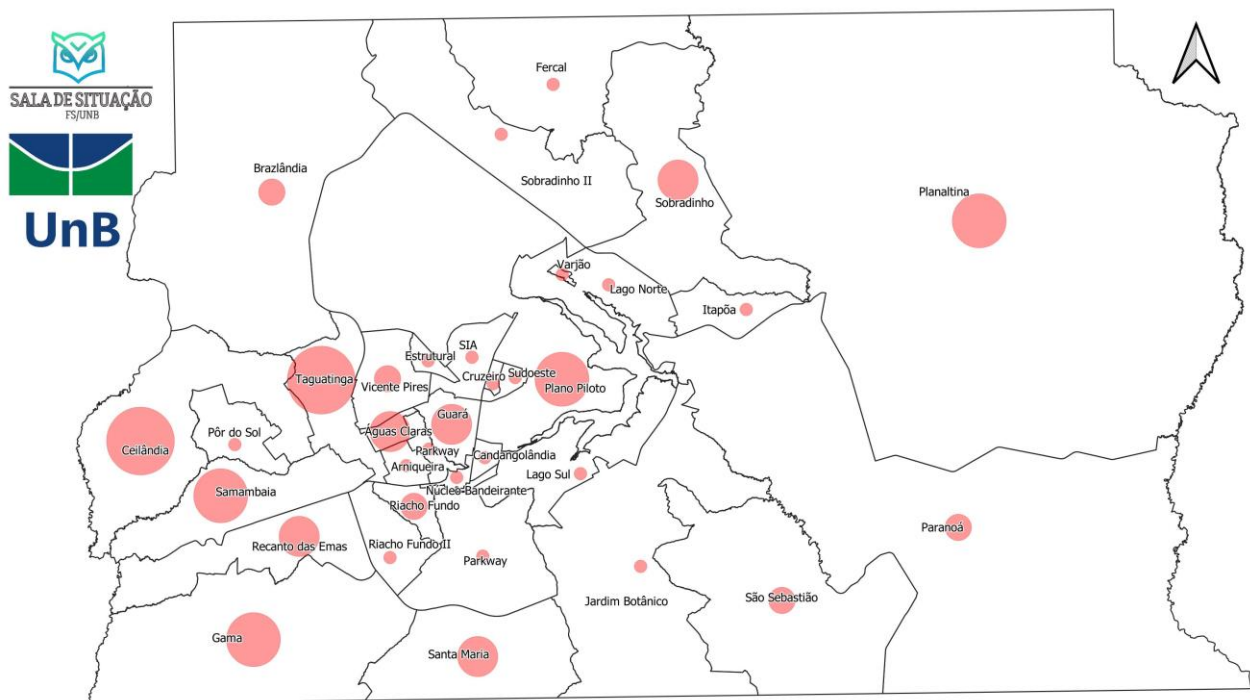 SALA DE SITUAÇÃO
FS/UNB
UnB
Fercal
Brazlândia
Sobradinho II
Sobradinho
Planaltina
Varjão
Lago Norte
Itapõa
SIA
Estrutural
Cruzeiro
Sudoeste
Taguatinga
Vicente Pires
Plano Piloto
Guará
Águas Claras
Pôr do Sol
Ceilândia
Parkway
Candangolândia
Arniqueira
Lago Sul
Núcleo Bandeirante
Samambaia
Riacho Fundo
Recanto das Emas
Riacho Fundo II
Parkway
Paranoá
Jardim Botânico
São Sebastião
Gama
Santa Maria